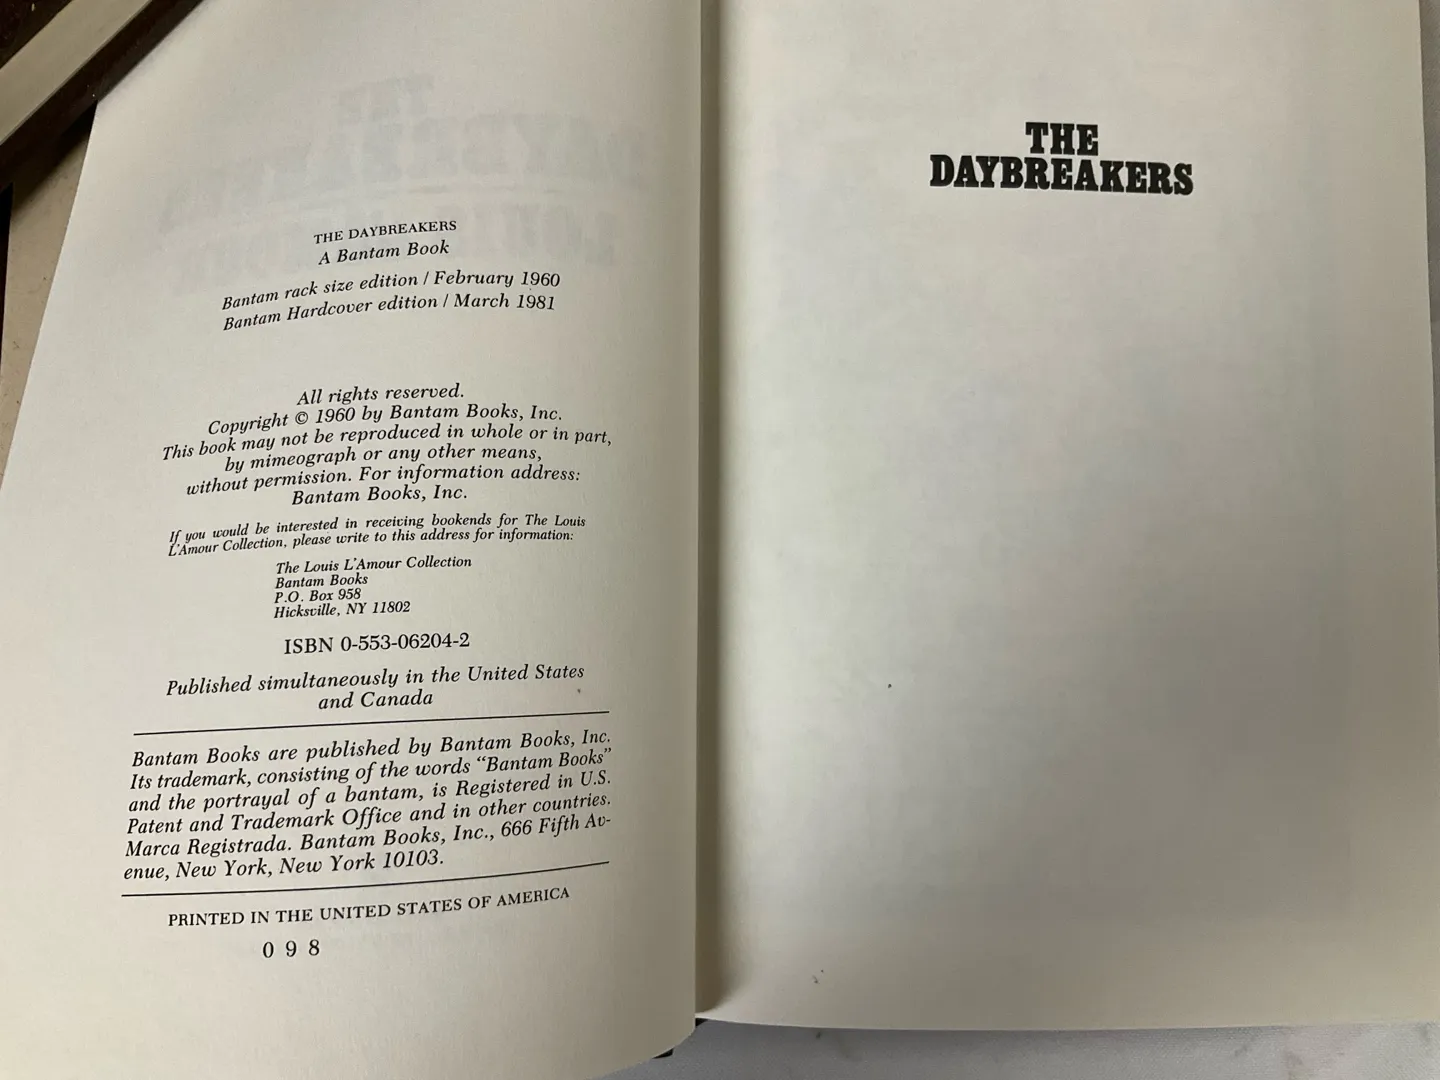 THE DAYBREAKERS
A Bantam Book
Bantam rack size edition / February 1960
Bantam Hardcover edition / March 1981
All rights reserved.
Copyright © 1960 by Bantam Books, Inc.
This book may not be reproduced in whole or in part,
by mimeograph or any other means,
without permission. For information address:
Bantam Books, Inc.
If you would be interested in receiving bookends for The Louis
L'Amour Collection, please write to this address for information:
The Louis L'Amour Collection
Bantam Books
P.O. Box 958
Hicksville, NY 11802
ISBN 0-553-06204-2
Published simultaneously in the United States
and Canada
Bantam Books are published by Bantam Books, Inc.
Its trademark, consisting of the words “Bantam Books”
and the portrayal of a bantam, is Registered in U.S.
Patent and Trademark Office and in other countries.
Marca Registrada. Bantam Books, Inc., 666 Fifth Av-
enue, New York, New York 10103.
PRINTED IN THE UNITED STATES OF AMERICA
0 9 8
THE
DAYBREAKERS